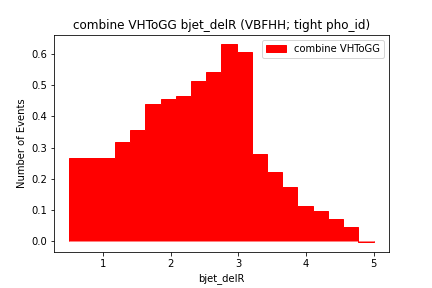 combine VHToGG bjet_delR (VBFHH; tight pho_id)
combine VHToGG
Number of Events
0.6
0.5
0.4
0.3
0.2
0.1
0.0
1 2 3 4 5
bjet_delR